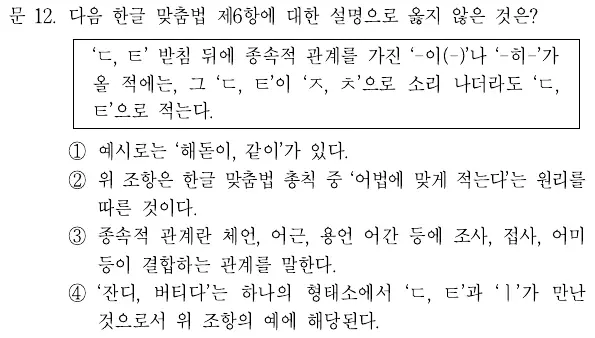 문 12. 다음 한글 맞춤법 제6항에 대한 설명으로 옳지 않은 것은?
‘ㄷ, ㅌ’ 받침 뒤에 종속적 관계를 가진 ‘-이(-)’나 ‘-히-’가
올 적에는, 그 ‘ㄷ, ㅌ’이 ‘ㅈ, ㅊ’으로 소리 나더라도 ‘ㄷ,
ㅌ’으로 적는다.
① 예시로는 ‘해돋이, 같이’가 있다.
② 위 조항은 한글 맞춤법 총칙 중 ‘어법에 맞게 적는다’는 원리를
따른 것이다.
③ 종속적 관계란 체언, 어근, 용언 어간 등에 조사, 접사, 어미
등이 결합하는 관계를 말한다.
④ ‘잔디, 버티다’는 하나의 형태소에서 ‘ㄷ, ㅌ’과 ‘ㅣ’가 만난
것으로서 위 조항의 예에 해당된다.